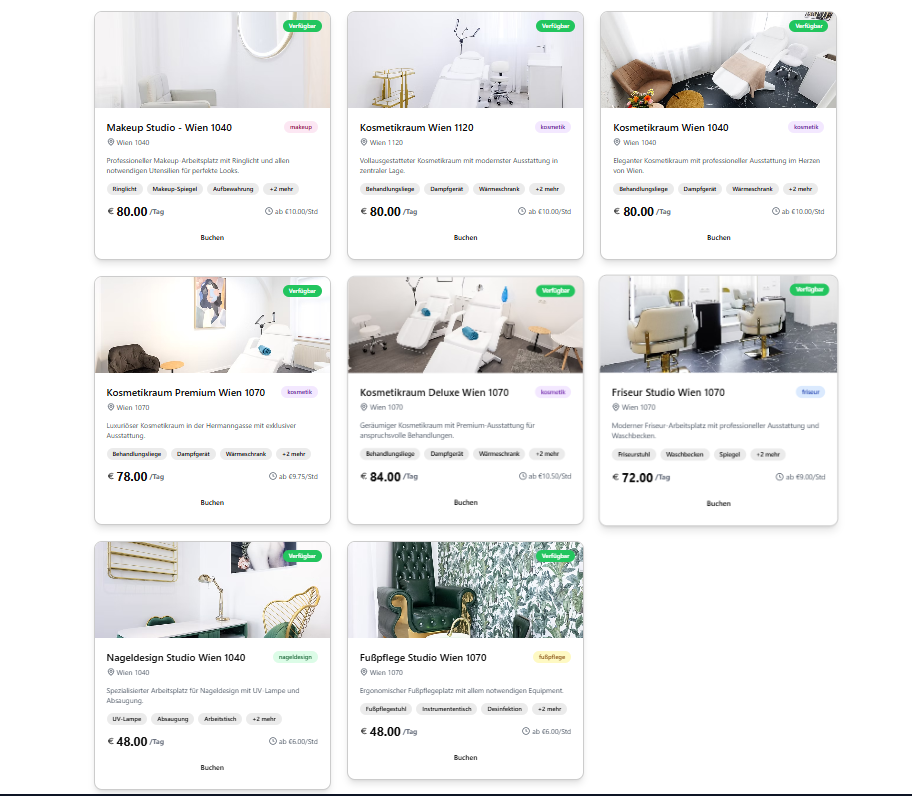 Verfügbar
Makeup Studio - Wien 1040
makeup
Wien 1040
Professioneller Makeup-Arbeitsplatz mit Ringlicht und allen
notwendigen Utensilien für perfekte Looks.
Ringlicht Makeup-Spiegel Aufbewahrung +2 mehr
€ 80.00 /Tag
ab €10.00/Std
Buchen
Verfügbar
Kosmetikraum Wien 1120
kosmetik
Wien 1120
Vollausgestatteter Kosmetikraum mit modernster Ausstattung in
zentraler Lage.
Behandlungsliege Dampfgerät Wärmeschrank +2 mehr
€ 80.00 /Tag
ab €10.00/Std
Buchen
Verfügbar
Kosmetikraum Wien 1040
kosmetik
Wien 1040
Eleganter Kosmetikraum mit professioneller Ausstattung im Herzen
von Wien.
Behandlungsliege Dampfgerät Wärmeschrank +2 mehr
€ 80.00 /Tag
ab €10.00/Std
Buchen
Verfügbar
Kosmetikraum Premium Wien 1070
kosmetik
Wien 1070
Luxuriöser Kosmetikraum in der Hermanngasse mit exklusiver
Ausstattung.
Behandlungsliege Dampfgerät Wärmeschrank +2 mehr
€ 78.00 /Tag
ab €9.75/Std
Buchen
Verfügbar
Kosmetikraum Deluxe Wien 1070
kosmetik
Wien 1070
Geräumiger Kosmetikraum mit Premium-Ausstattung für
anspruchsvolle Behandlungen.
Behandlungsliege Dampfgerät Wärmeschrank +2 mehr
€ 84.00 /Tag
ab €10.50/Std
Buchen
Verfügbar
Friseur Studio Wien 1070
friseur
Wien 1070
Moderner Friseur-Arbeitsplatz mit professioneller Ausstattung und
Waschbecken.
Friseurstuhl Waschbecken Spiegel +2 mehr
€ 72.00 /Tag
ab €9.00/Std
Buchen
Verfügbar
Nageldesign Studio Wien 1040
nageldesign
Wien 1040
Spezialisierter Arbeitsplatz für Nageldesign mit UV-Lampe und
Absaugung.
UV-Lampe Absaugung Arbeitstisch +2 mehr
€ 48.00 /Tag
ab €6.00/Std
Buchen
Verfügbar
Fußpflege Studio Wien 1070
fußpflege
Wien 1070
Ergonomischer Fußpflegeplatz mit allem notwendigen Equipment.
Fußpflegestuhl Instrumententisch Desinfektion +2 mehr
€ 48.00 /Tag
ab €6.00/Std
Buchen